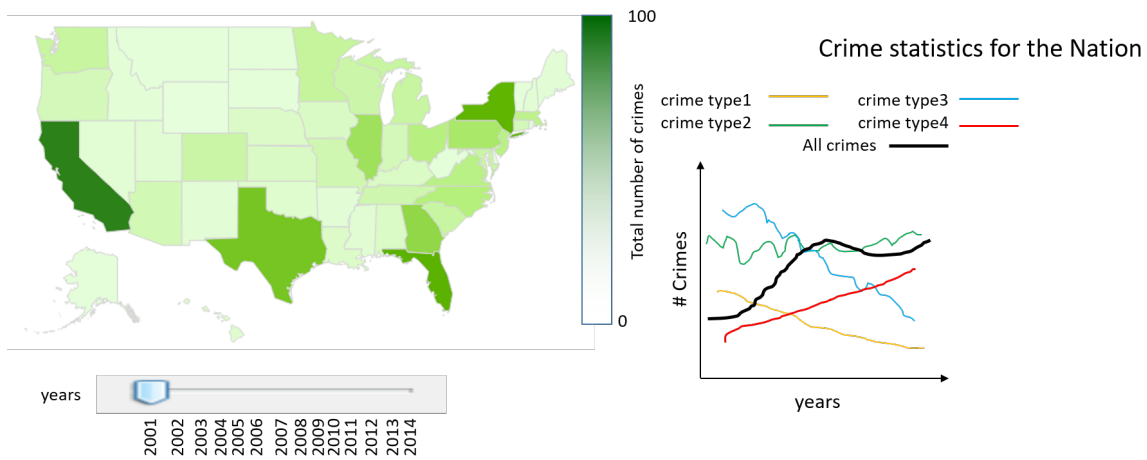 100
Total number of crimes
0
years
2001
2002
2003
2004
2005
2006
2007
2008
2009
2010
2011
2012
2013
2014
Crime statistics for the Nation
crime type1
crime type3
crime type2
crime type4
All crimes
# Crimes
years